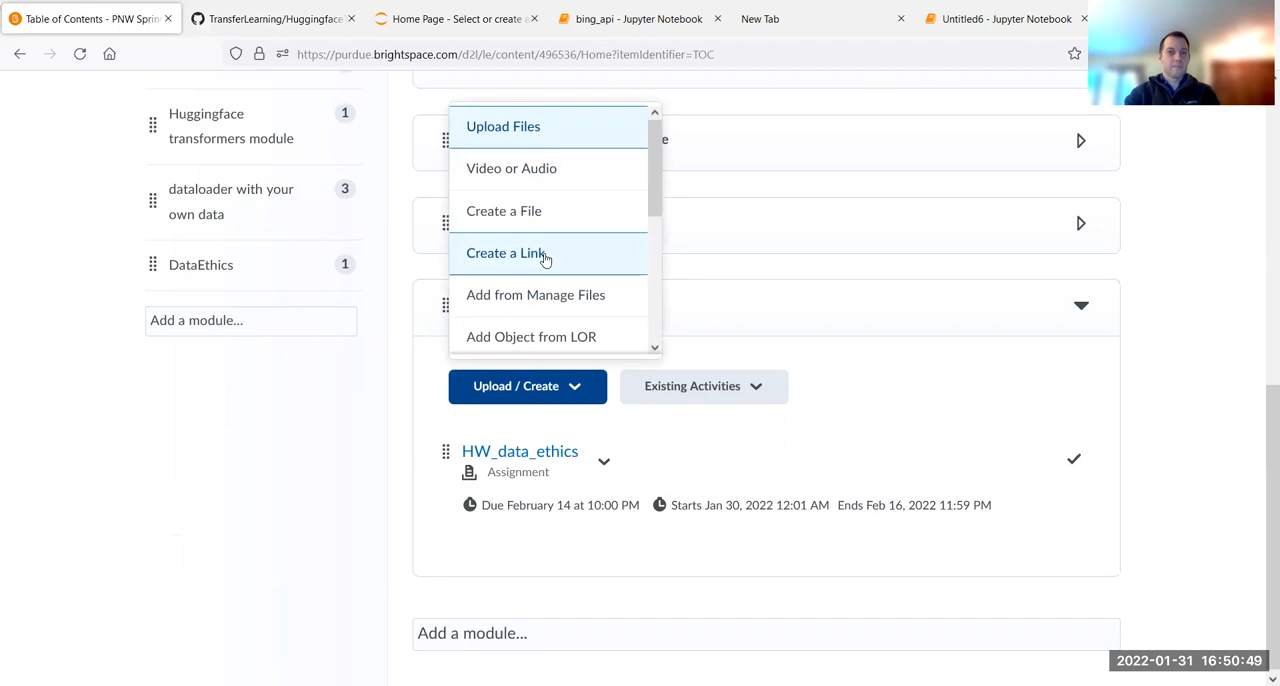 Table of Contents - PNW Sprin
TransferLearning/Huggingface
Home Page - Select or create a
bing_api - Jupyter Notebook
New Tab
Untitled6 - Jupyter Notebook
https://purdue.brightspace.com/d2l/le/content/496536/Home?itemIdentifier=TOC
Huggingface
transformers module
1
dataloader with your
own data
3
DataEthics
1
Add a module...
Upload Files
Video or Audio
Create a File
Create a Link
Add from Manage Files
Add Object from LOR
e
Upload / Create
Existing Activities
HW_data_ethics
Assignment
Due February 14 at 10:00 PM Starts Jan 30, 2022 12:01 AM Ends Feb 16, 2022 11:59 PM
Add a module...
2022-01-31 16:50:49